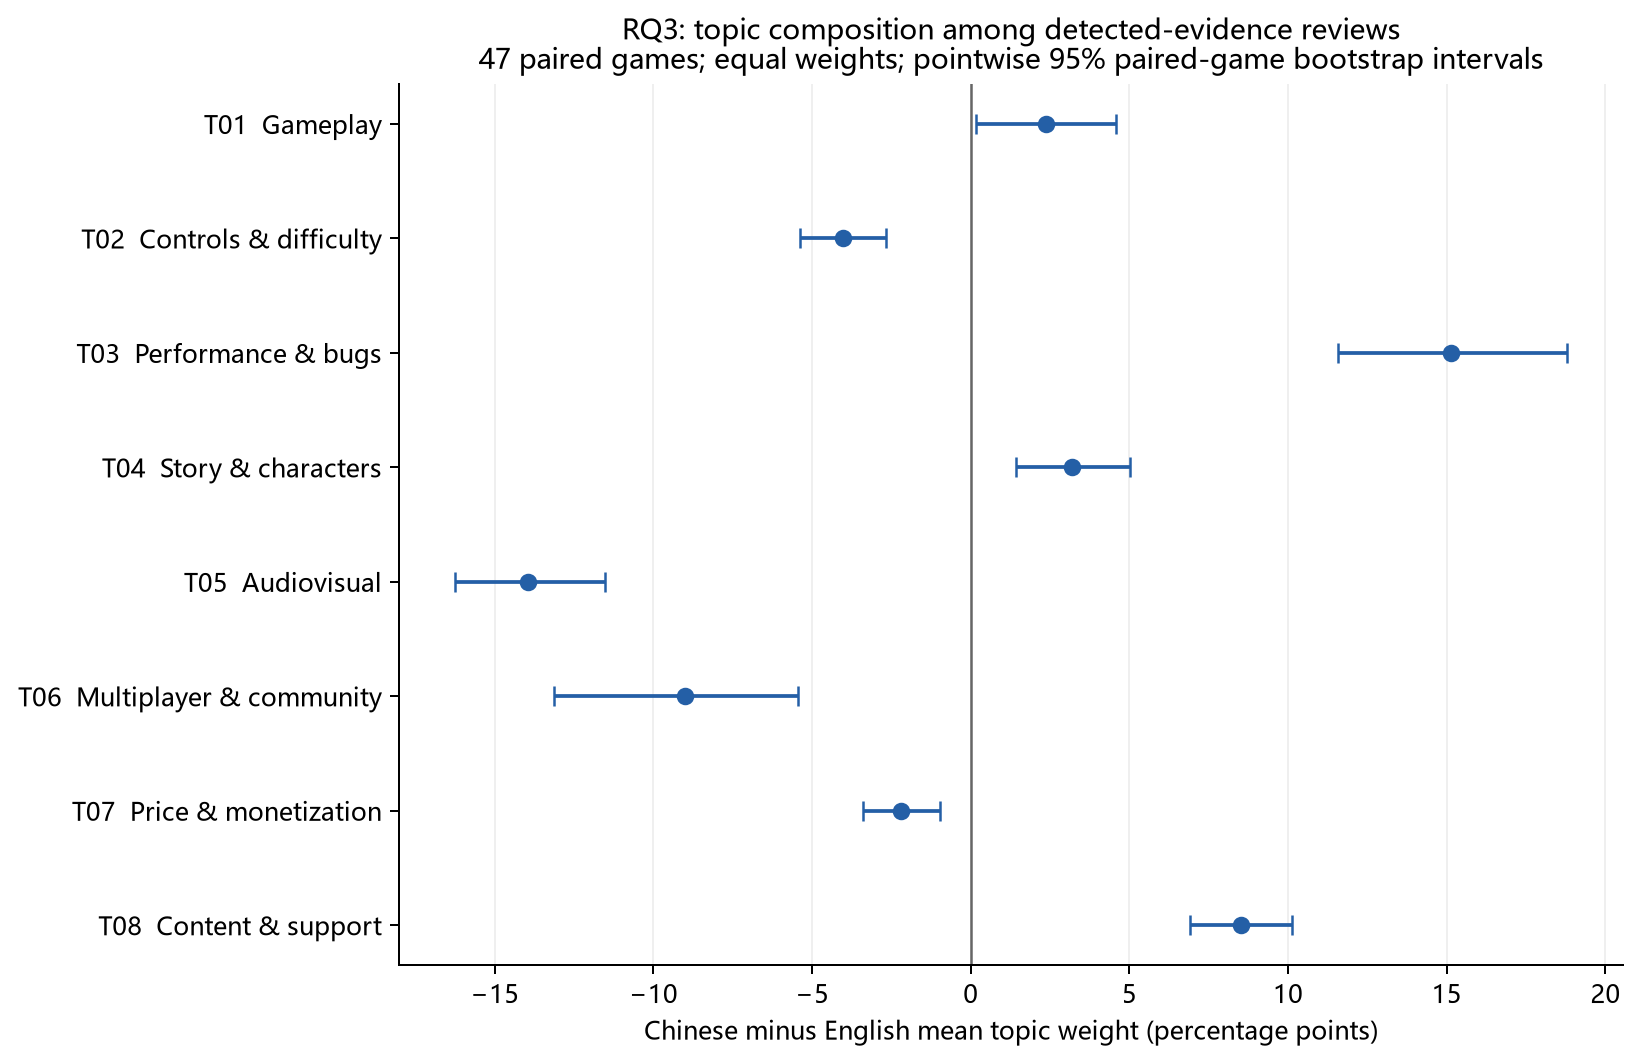 RQ3: topic composition among detected-evidence reviews
47 paired games; equal weights; pointwise 95% paired-game bootstrap intervals
T01 Gameplay
T02 Controls & difficulty
T03 Performance & bugs
T04 Story & characters
T05 Audiovisual
T06 Multiplayer & community
T07 Price & monetization
T08 Content & support
−15 −10 −5 0 5 10 15 20
Chinese minus English mean topic weight (percentage points)